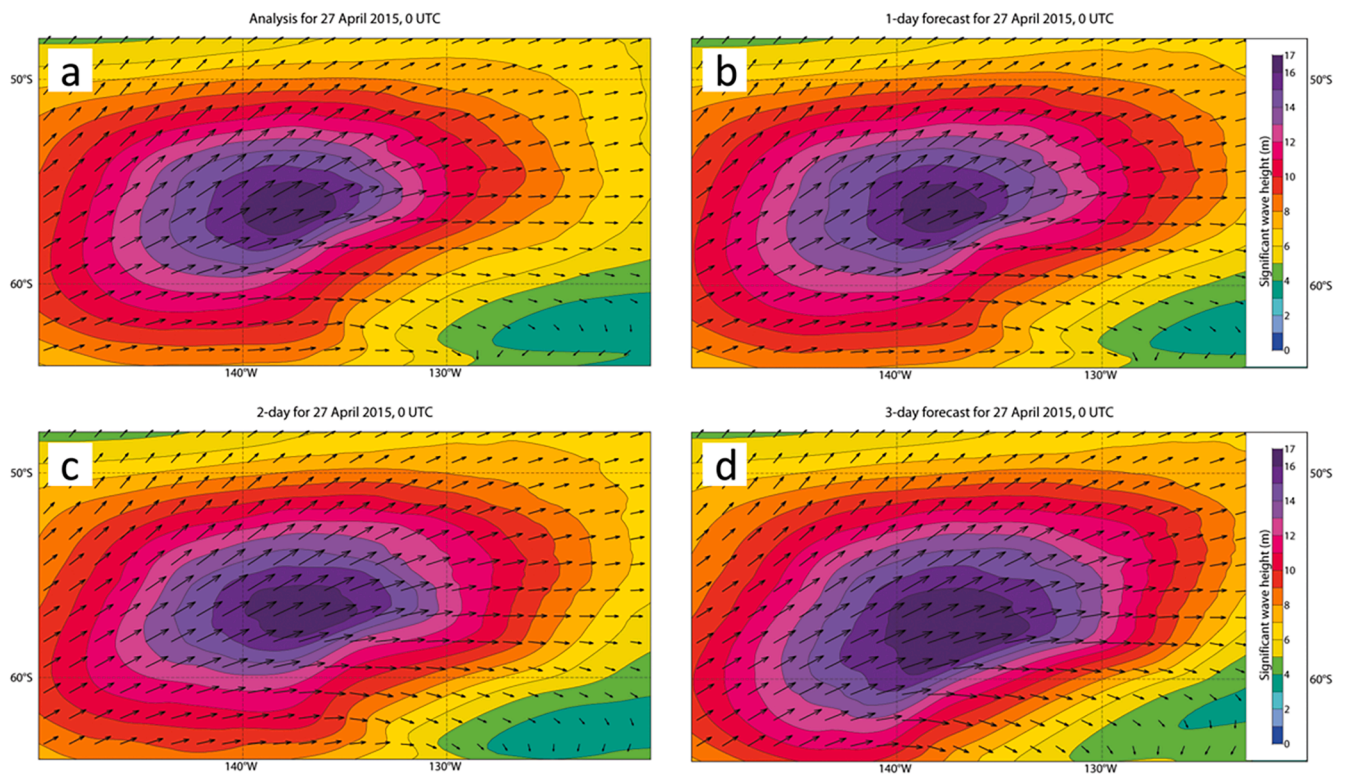 Analysis for 27 April 2015, 0 UTC
1-day forecast for 27 April 2015, 0 UTC
a
b
50°S
60°S
140°W
130°W
140°W
130°W
Significant wave height (m)
17
16
14
12
10
8
6
4
2
0
50°S
60°S
2-day for 27 April 2015, 0 UTC
3-day forecast for 27 April 2015, 0 UTC
c
d
50°S
60°S
140°W
130°W
140°W
130°W
Significant wave height (m)
17
16
14
12
10
8
6
4
2
0
50°S
60°S